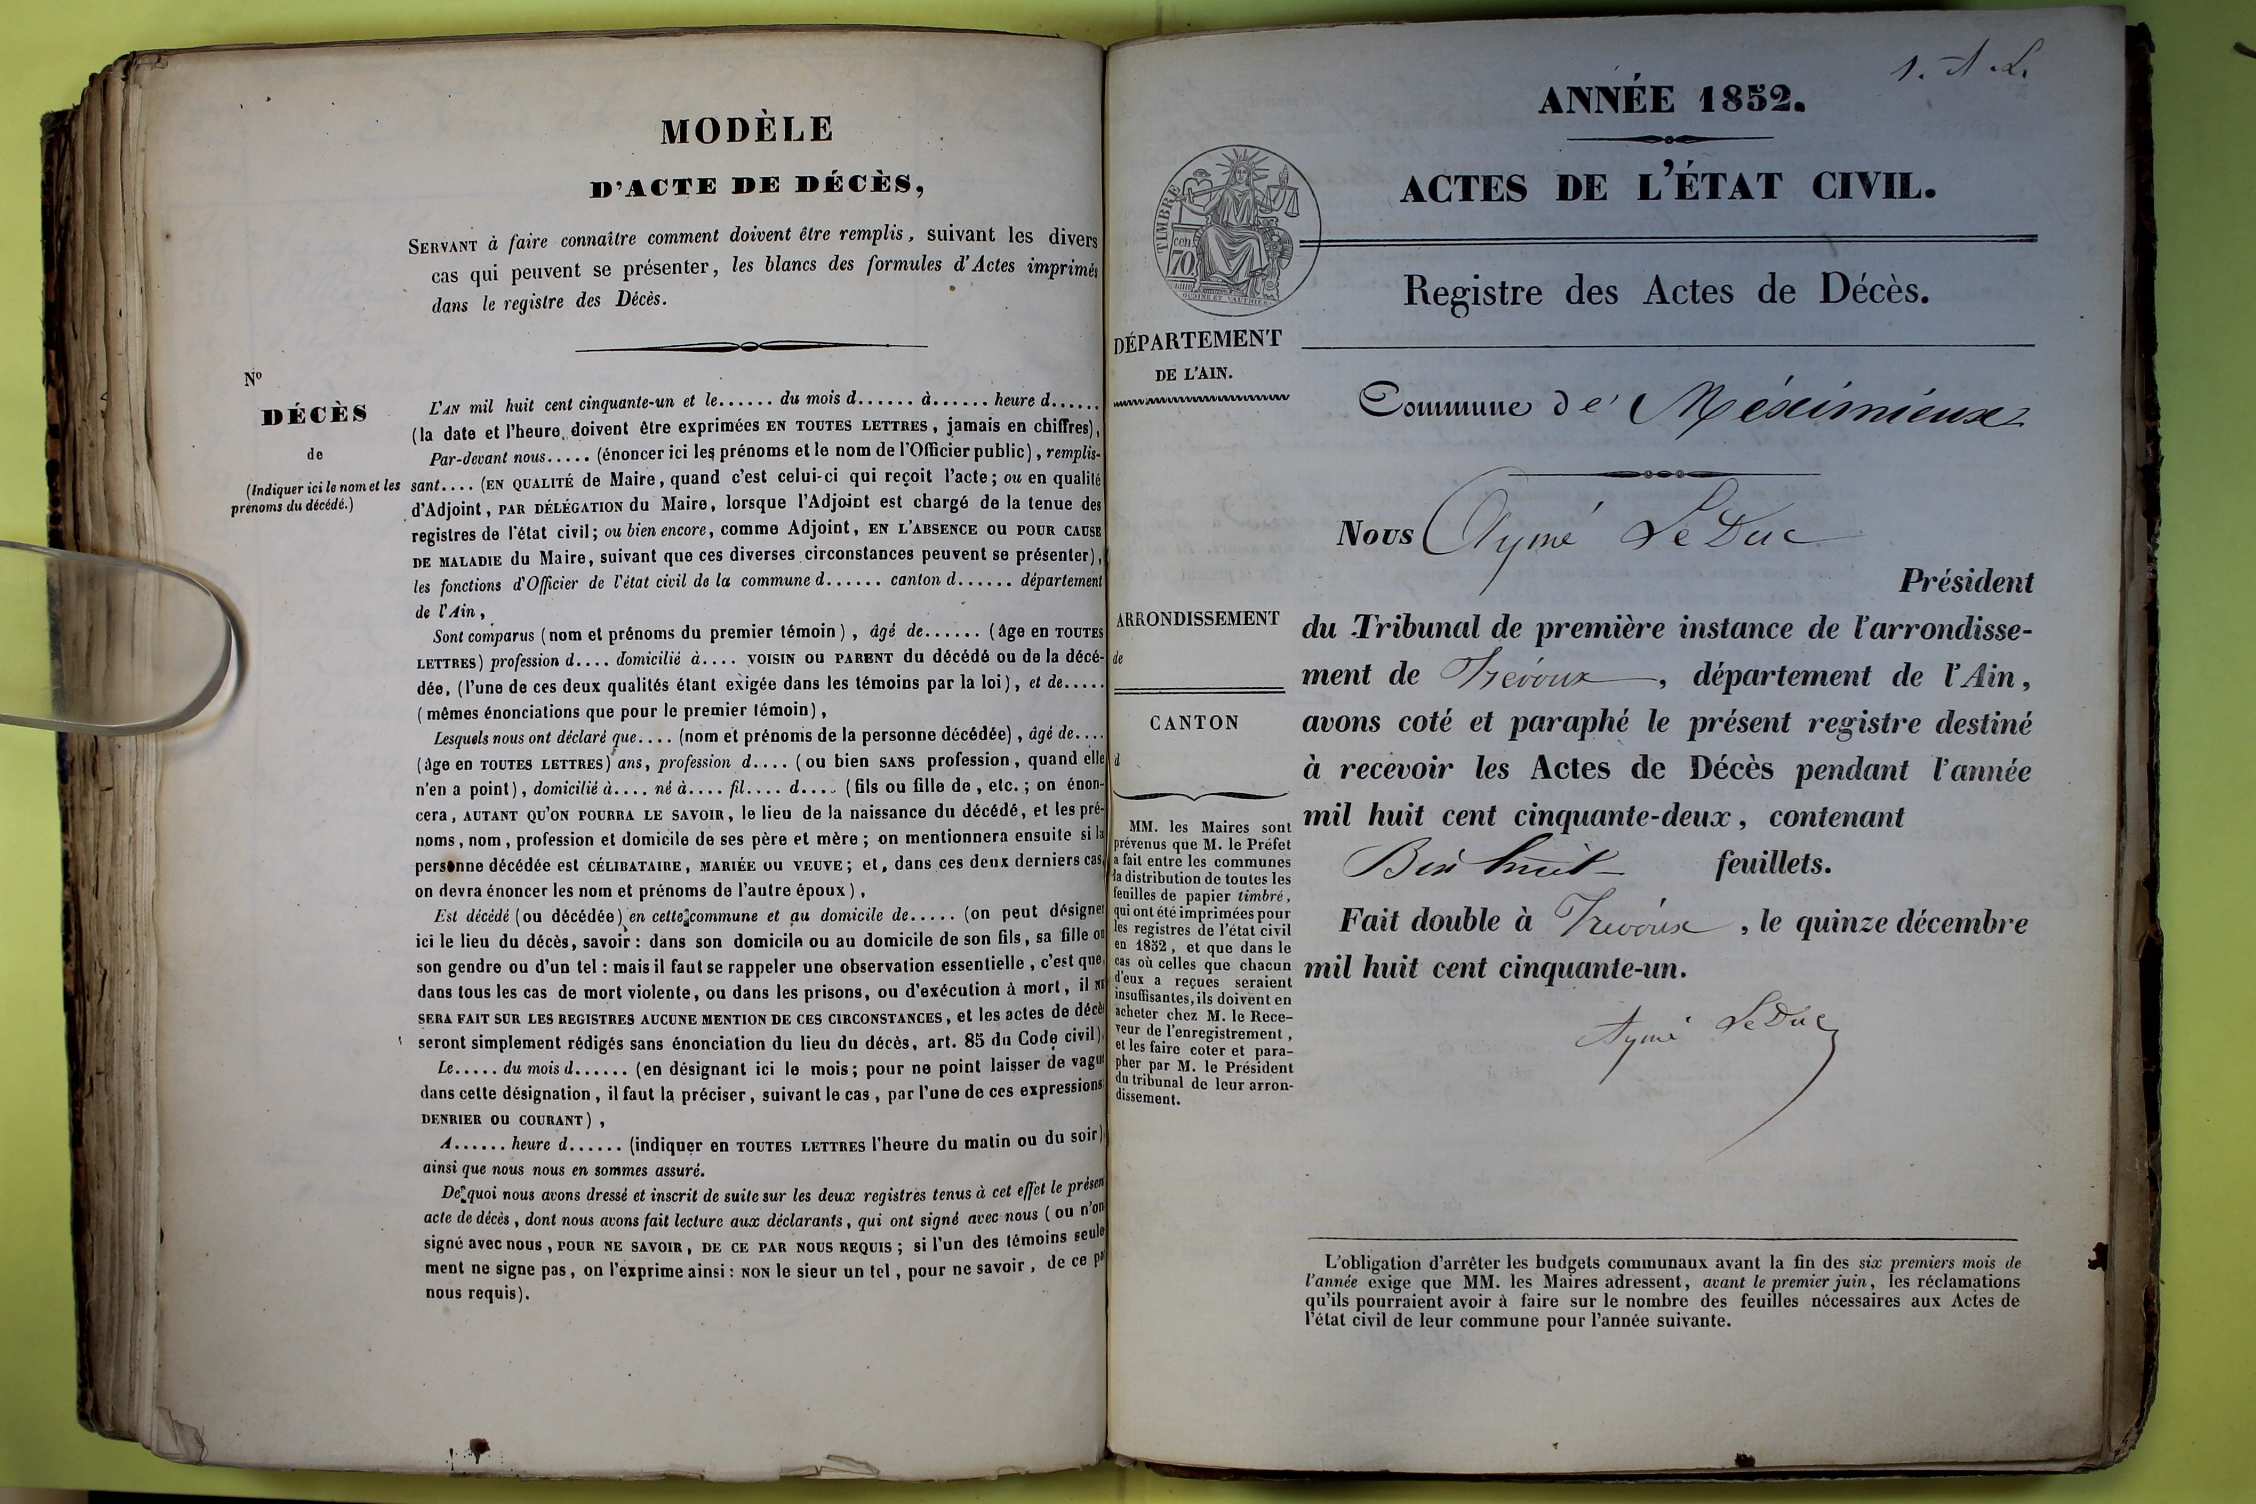 MODÈLE
D'ACTE DE DÉCÈS,
SERVANT à faire connaître comment doivent être remplis, suivant les divers
cas qui peuvent se présenter, les blancs des formules d'Actes imprimés
dans le registre des Décès.
Nº
DÉCÈS
de
(Indiquer ici le nom et les
prénoms du décédé.)
L'AN mil huit cent cinquante-un et le...... du mois d...... à...... heure d......
(la date et l'heure doivent être exprimées EN TOUTES LETTRES, jamais en chiffres),
Par-devant nous..... (énoncer ici les prénoms et le nom de l'Officier public), remplis-
sant.... (EN QUALITÉ de Maire, quand c'est celui-ci qui reçoit l'acte; ou en qualité
d'Adjoint, PAR DÉLÉGATION du Maire, lorsque l'Adjoint est chargé de la tenue des
registres de l'état civil; ou bien encore, comme Adjoint, EN L'ABSENCE OU POUR CAUSE
DE MALADIE du Maire, suivant que ces diverses circonstances peuvent se présenter),
les fonctions d'Officier de l'état civil de la commune d...... canton d...... département
de l'Ain,
Sont comparus (nom et prénoms du premier témoin), âgé de...... (âge en TOUTES
LETTRES) profession d.... domicilié à.... VOISIN OU PARENT du décédé ou de la décé-
dée, (l'une de ces deux qualités étant exigée dans les témoins par la loi), et de.....
(mêmes énonciations que pour le premier témoin),
Lesquels nous ont déclaré que.... (nom et prénoms de la personne décédée), âgé de....
(âge en TOUTES LETTRES) ans, profession d.... (ou bien SANS profession, quand elle
n'en a point), domicilié à.... né à.... fil.... d.... (fils ou fille de, etc.; on énon-
cera, AUTANT QU'ON POURRA LE SAVOIR, le lieu de la naissance du décédé, et les pré-
noms, nom, profession et domicile de ses père et mère; on mentionnera ensuite si la
personne décédée est CÉLIBATAIRE, MARIÉE OU VEUVE; et, dans ces deux derniers cas,
on devra énoncer les nom et prénoms de l'autre époux),
Est décédé (ou décédée) en cette commune et au domicile de..... (on peut désigner
ici le lieu du décès, savoir: dans son domicile ou au domicile de son fils, sa fille ou
son gendre ou d'un tel: mais il faut se rappeler une observation essentielle, c'est que,
dans tous les cas de mort violente, ou dans les prisons, ou d'exécution à mort, il NE
SERA FAIT SUR LES REGISTRES AUCUNE MENTION DE CES CIRCONSTANCES, et les actes de décès
seront simplement rédigés sans énonciation du lieu du décès, art. 85 du Code civil),
Le..... du mois d...... (en désignant ici le mois; pour ne point laisser de vague
dans cette désignation, il faut la préciser, suivant le cas, par l'une de ces expressions:
DENRIER OU COURANT),
A...... heure d...... (indiquer en TOUTES LETTRES l'heure du matin ou du soir)
ainsi que nous nous en sommes assuré.
De quoi nous avons dressé et inscrit de suite sur les deux registres tenus à cet effet le présen
acte de décès, dont nous avons fait lecture aux déclarants, qui ont signé avec nous (ou n'on
signé avec nous, POUR NE SAVOIR, DE CE PAR NOUS REQUIS; si l'un des témoins seule
ment ne signe pas, on l'exprime ainsi: NON le sieur un tel, pour ne savoir, de ce pa
nous requis).
1. A. L.
ANNÉE 1852.
ACTES DE L'ÉTAT CIVIL.
TIMBRE
cen
70
Registre des Actes de Décès.
DÉPARTEMENT
DE L'AIN.
ARRONDISSEMENT
de
CANTON
d
MM. les Maires sont
prévenus que M. le Préfet
a fait entre les communes
la distribution de toutes les
feuilles de papier timbré,
qui ont été imprimées pour
les registres de l'état civil
en 1852, et que dans le
cas où celles que chacun
d'eux a reçues seraient
insuffisantes, ils doivent en
acheter chez M. le Rece-
veur de l'enregistrement,
et les faire coter et para-
pher par M. le Président
du tribunal de leur arron-
dissement.
Commune de Méximieux
Nous Aymé LeDuc
Président
du Tribunal de première instance de l'arrondisse-
ment de Trévoux, département de l'Ain,
avons coté et paraphé le présent registre destiné
à recevoir les Actes de Décès pendant l'année
mil huit cent cinquante-deux, contenant
Dix huit feuillets.
Fait double à Trévoux, le quinze décembre
mil huit cent cinquante-un.
Aymé LeDuc
L'obligation d'arrêter les budgets communaux avant la fin des six premiers mois de
l'année exige que MM. les Maires adressent, avant le premier juin, les réclamations
qu'ils pourraient avoir à faire sur le nombre des feuilles nécessaires aux Actes de
l'état civil de leur commune pour l'année suivante.